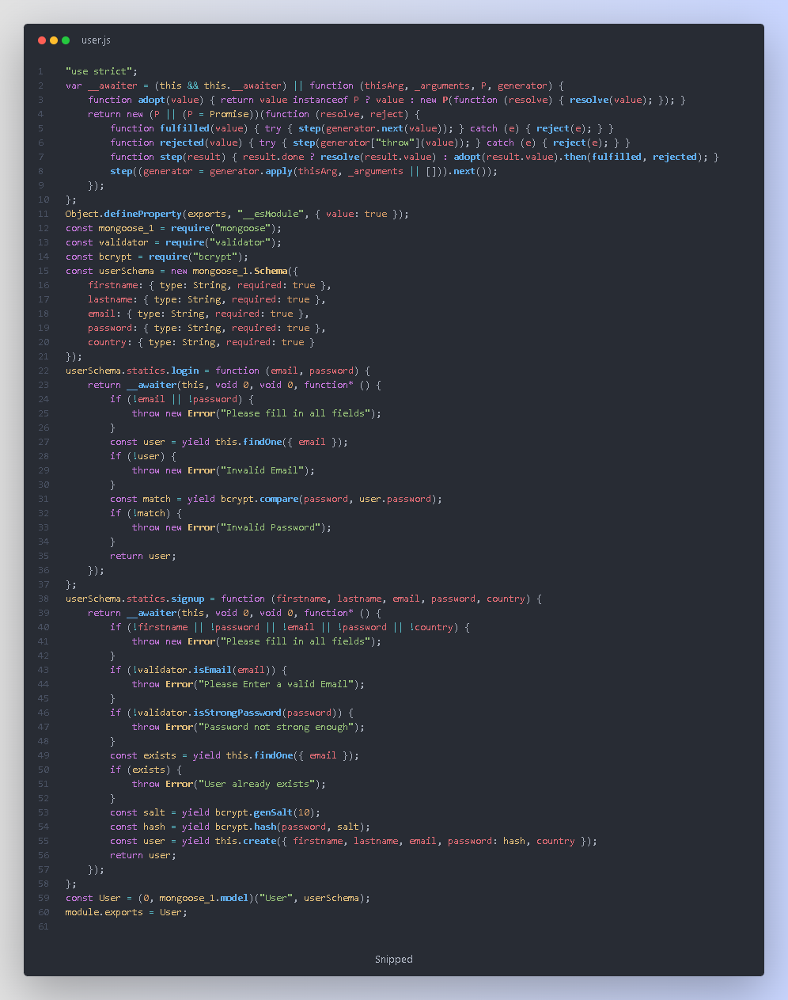 user.js
1 "use strict";
2 var __awaiter = (this && this.__awaiter) || function (thisArg, _arguments, P, generator) {
3 function adopt(value) { return value instanceof P ? value : new P(function (resolve) { resolve(value); }); }
4 return new (P || (P = Promise))(function (resolve, reject) {
5 function fulfilled(value) { try { step(generator.next(value)); } catch (e) { reject(e); } }
6 function rejected(value) { try { step(generator["throw"](value)); } catch (e) { reject(e); } }
7 function step(result) { result.done ? resolve(result.value) : adopt(result.value).then(fulfilled, rejected); }
8 step((generator = generator.apply(thisArg, _arguments || [])).next());
9 });
10 };
11 Object.defineProperty(exports, "__esModule", { value: true });
12 const mongoose_1 = require("mongoose");
13 const validator = require("validator");
14 const bcrypt = require("bcrypt");
15 const userSchema = new mongoose_1.Schema({
16 firstname: { type: String, required: true },
17 lastname: { type: String, required: true },
18 email: { type: String, required: true },
19 password: { type: String, required: true },
20 country: { type: String, required: true }
21 });
22 userSchema.statics.login = function (email, password) {
23 return __awaiter(this, void 0, void 0, function* () {
24 if (!email || !password) {
25 throw new Error("Please fill in all fields");
26 }
27 const user = yield this.findOne({ email });
28 if (!user) {
29 throw new Error("Invalid Email");
30 }
31 const match = yield bcrypt.compare(password, user.password);
32 if (!match) {
33 throw new Error("Invalid Password");
34 }
35 return user;
36 });
37 };
38 userSchema.statics.signup = function (firstname, lastname, email, password, country) {
39 return __awaiter(this, void 0, void 0, function* () {
40 if (!firstname || !password || !email || !password || !country) {
41 throw new Error("Please fill in all fields");
42 }
43 if (!validator.isEmail(email)) {
44 throw Error("Please Enter a valid Email");
45 }
46 if (!validator.isStrongPassword(password)) {
47 throw Error("Password not strong enough");
48 }
49 const exists = yield this.findOne({ email });
50 if (exists) {
51 throw Error("User already exists");
52 }
53 const salt = yield bcrypt.genSalt(10);
54 const hash = yield bcrypt.hash(password, salt);
55 const user = yield this.create({ firstname, lastname, email, password: hash, country });
56 return user;
57 });
58 };
59 const User = (0, mongoose_1.model)("User", userSchema);
60 module.exports = User;
61
Snipped